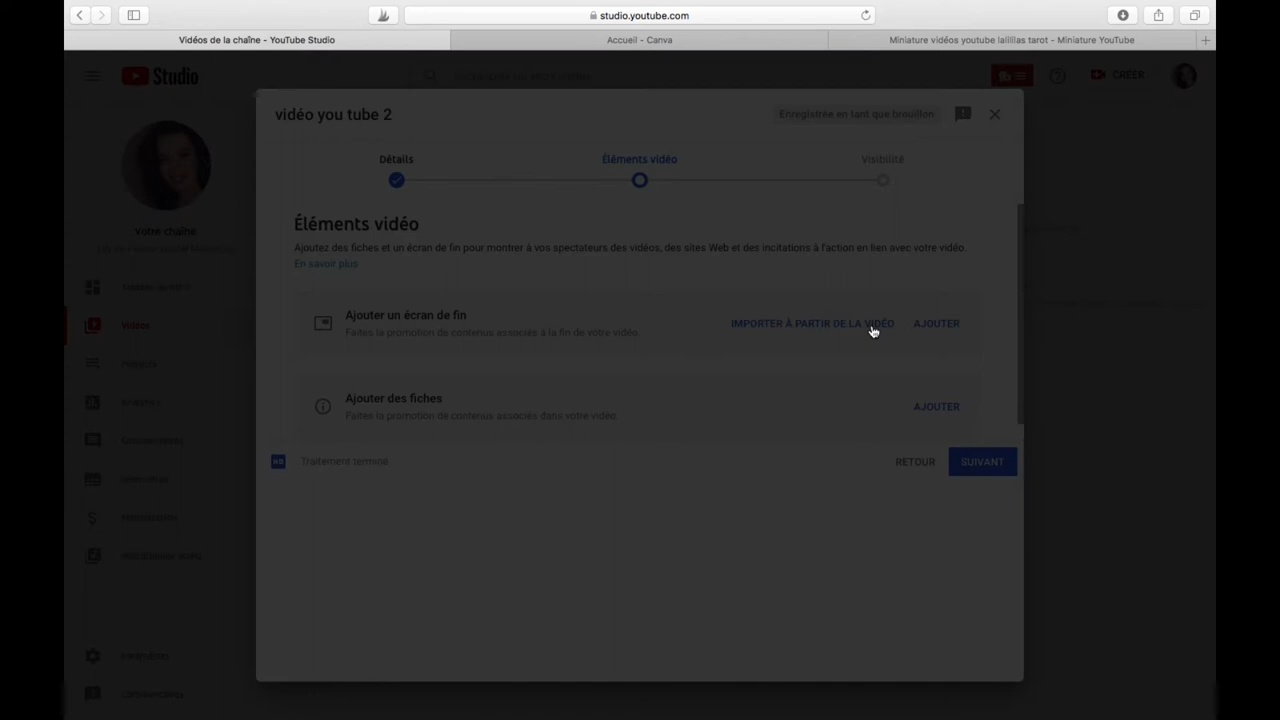 studio.youtube.com
Vidéos de la chaîne - YouTube Studio
Accueil - Canva
Miniature vidéos youtube lalililas tarot - Miniature YouTube
Studio
CRÉER
vidéo you tube 2
Enregistrée en tant que brouillon
Détails
Éléments vidéo
Visibilité
Votre chaîne
Éléments vidéo
Ajoutez des fiches et un écran de fin pour montrer à vos spectateurs des vidéos, des sites Web et des incitations à l'action en lien avec votre vidéo.
En savoir plus
Vidéos
Ajouter un écran de fin
Faites la promotion de contenus associés à la fin de votre vidéo.
IMPORTER À PARTIR DE LA VIDÉO
AJOUTER
Ajouter des fiches
Faites la promotion de contenus associés dans votre vidéo.
AJOUTER
HD
Traitement terminé
RETOUR
SUIVANT